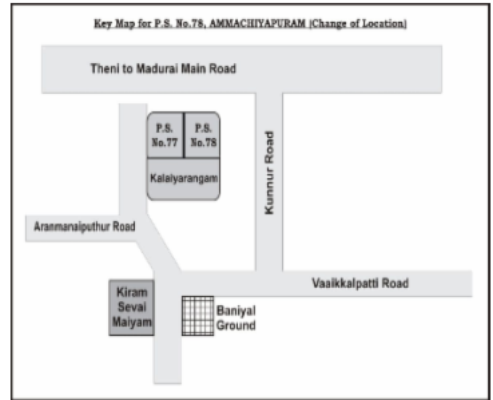 Key Map for P.S. No.78, AMMACHIYAPURAM [Change of Location]
Theni to Madurai Main Road
P.S.
No.77
P.S.
No.78
Kalaiyarangam
Kunnur Road
Aranmanaiputhur Road
Vaaikkalpatti Road
Kiram
Sevai
Maiyam
Baniyal
Ground